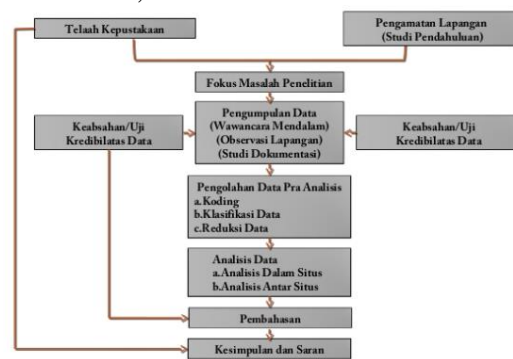 Telaah Kepustakaan
Pengamatan Lapangan
(Studi Pendahuluan)
Fokus Masalah Penelitian
Keabsahan/Uji
Kredibilatas Data
Pengumpulan Data
(Wawancara Mendalam)
(Observasi Lapangan)
(Studi Dokumentasi)
Keabsahan/Uji
Kredibilatas Data
Pengolahan Data Pra Analisis
a.Koding
b.Klasifikasi Data
c.Reduksi Data
Analisis Data
a.Analisis Dalam Situs
b.Analisis Antar Situs
Pembahasan
Kesimpulan dan Saran